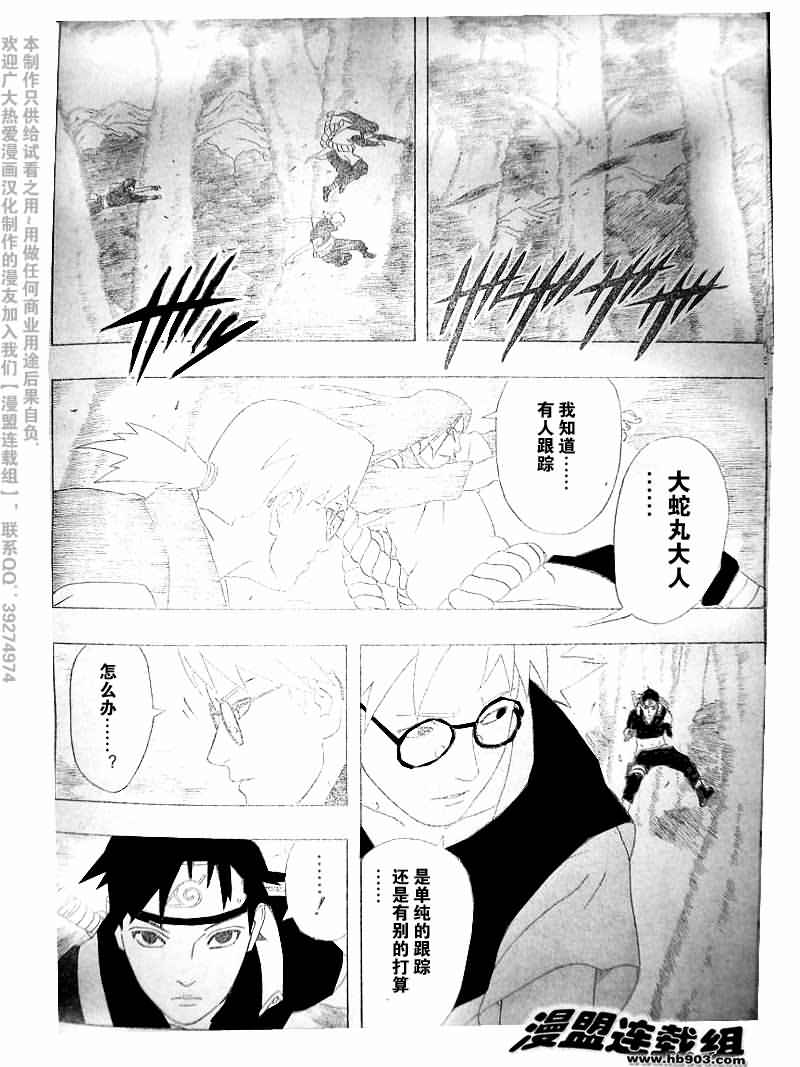 大蛇丸大人
……
我知道……
有人跟踪
怎么办……?
是单纯的跟踪
还是有别的打算
……
……!
本制作只供给试看之用~用做任何商业用途后果自负.
欢迎广大热爱漫画汉化制作的漫友加入我们【漫盟连载组】，联系QQ：39274974
漫盟连载组
www.hb903.com